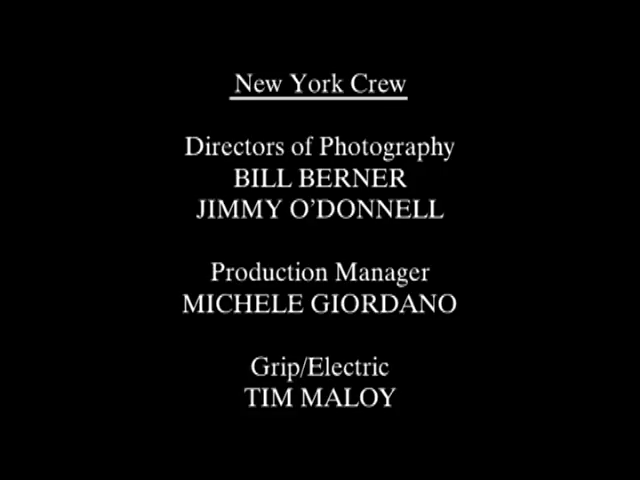 New York Crew
Directors of Photography
BILL BERNER
JIMMY O'DONNELL
Production Manager
MICHELE GIORDANO
Grip/Electric
TIM MALOY